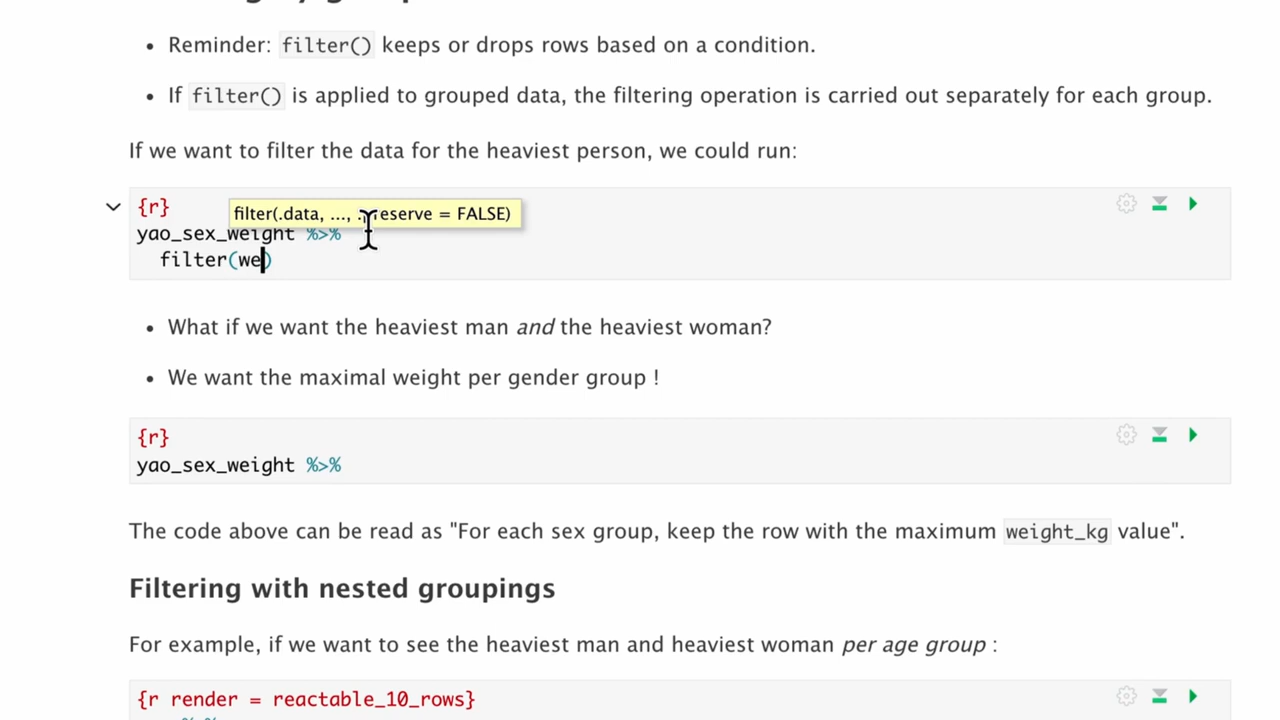 Reminder: filter() keeps or drops rows based on a condition.
If filter() is applied to grouped data, the filtering operation is carried out separately for each group.
If we want to filter the data for the heaviest person, we could run:
{r}
filter(.data, ..., .preserve = FALSE)
yao_sex_weight %>%
filter(we)
What if we want the heaviest man and the heaviest woman?
We want the maximal weight per gender group !
{r}
yao_sex_weight %>%
The code above can be read as "For each sex group, keep the row with the maximum weight_kg value".
Filtering with nested groupings
For example, if we want to see the heaviest man and heaviest woman per age group :
{r render = reactable_10_rows}